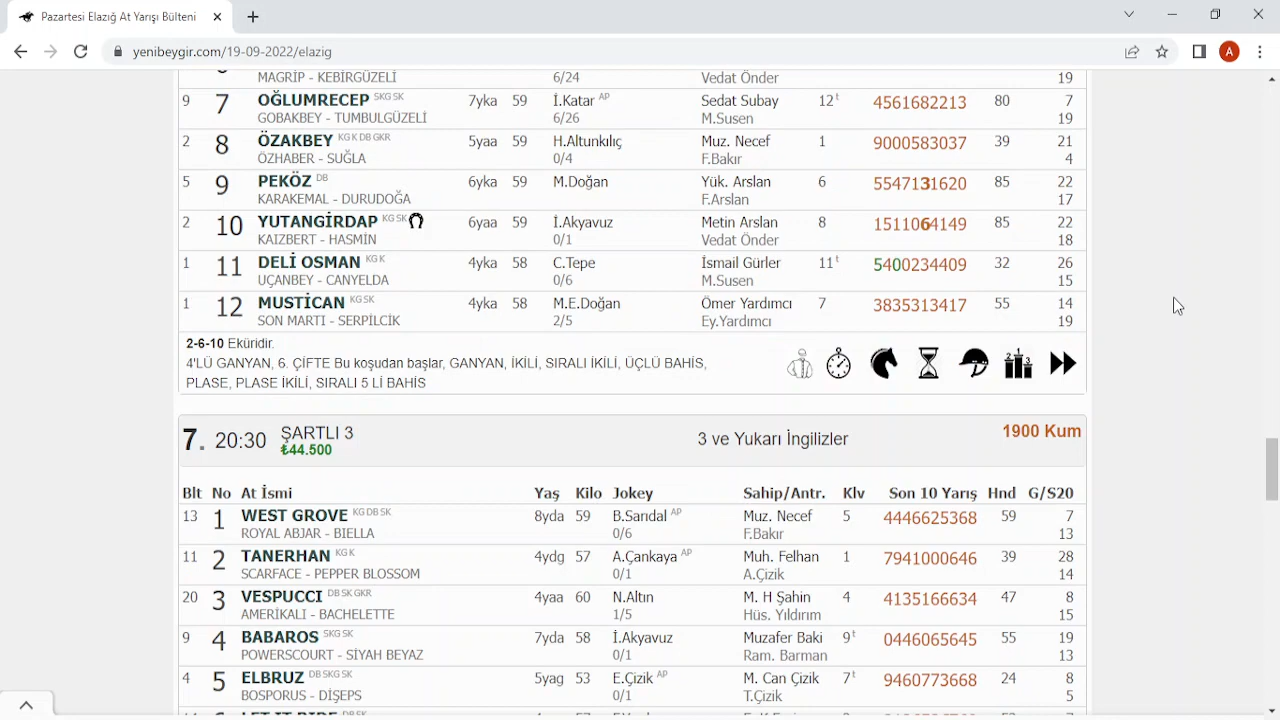 Pazartesi Elazığ At Yarışı Bülteni
yenibeygir.com/19-09-2022/elazig
A
MAGRİP - KEBİRGÜZELİ 6/24 Vedat Önder 19
9 7 OĞLUMRECEP SKG SK 7yka 59 İ.Katar AP Sedat Subay 12t 4561682213 80 7
GOBAKBEY - TUMBULGÜZELİ 6/26 M.Susen 19
2 8 ÖZAKBEY KG K DB GKR 5yaa 59 H.Altunkılıç Muz. Necef 1 9000583037 39 21
ÖZHABER - SUĞLA 0/4 F.Bakır 4
5 9 PEKÖZ DB 6yka 59 M.Doğan Yük. Arslan 6 5547131620 85 22
KARAKEMAL - DURUDOĞA F.Arslan 17
2 10 YUTANGİRDAP KG SK 6yaa 59 İ.Akyavuz Metin Arslan 8 1511064149 85 22
KAIZBERT - HASMİN 0/1 Vedat Önder 18
1 11 DELİ OSMAN KG K 4yka 58 C.Tepe İsmail Gürler 11t 5400234409 32 26
UÇANBEY - CANYELDA 0/6 M.Susen 15
1 12 MUSTİCAN KG SK 4yka 58 M.E.Doğan Ömer Yardımcı 7 3835313417 55 14
SON MARTI - SERPİLCİK 2/5 Ey.Yardımcı 19
2-6-10 Eküridir.
4'LÜ GANYAN, 6. ÇİFTE Bu koşudan başlar, GANYAN, İKİLİ, SIRALI İKİLİ, ÜÇLÜ BAHİS,
PLASE, PLASE İKİLİ, SIRALI 5 Lİ BAHİS
7. 20:30 ŞARTLI 3 3 ve Yukarı İngilizler 1900 Kum
₺44.500
Blt No At İsmi Yaş Kilo Jokey Sahip/Antr. Klv Son 10 Yarış Hnd G/S20
13 1 WEST GROVE KG DB SK 8yda 59 B.Sarıdal AP Muz. Necef 5 4446625368 59 7
ROYAL ABJAR - BIELLA 0/6 F.Bakır 13
11 2 TANERHAN KG K 4ydg 57 A.Çankaya AP Muh. Felhan 1 7941000646 39 28
SCARFACE - PEPPER BLOSSOM 0/1 A.Çizik 14
20 3 VESPUCCI DB SK GKR 4yaa 60 N.Altın M. H Şahin 4 4135166634 47 8
AMERİKALI - BACHELETTE 1/5 Hüs. Yıldırım 15
9 4 BABAROS SKG SK 7yda 58 İ.Akyavuz Muzafer Baki 9t 0446065645 55 19
POWERSCOURT - SİYAH BEYAZ 0/1 Ram. Barman 13
4 5 ELBRUZ DB SKG SK 5yag 53 E.Çizik AP M. Can Çizik 7t 9460773668 24 8
BOSPORUS - DİŞEPS 0/1 T.Çizik 5